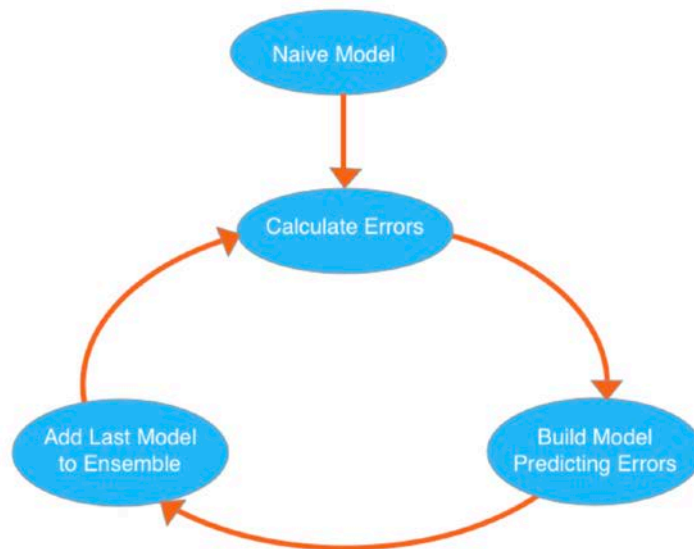 Naive Model
Calculate Errors
Add Last Model
to Ensemble
Build Model
Predicting Errors